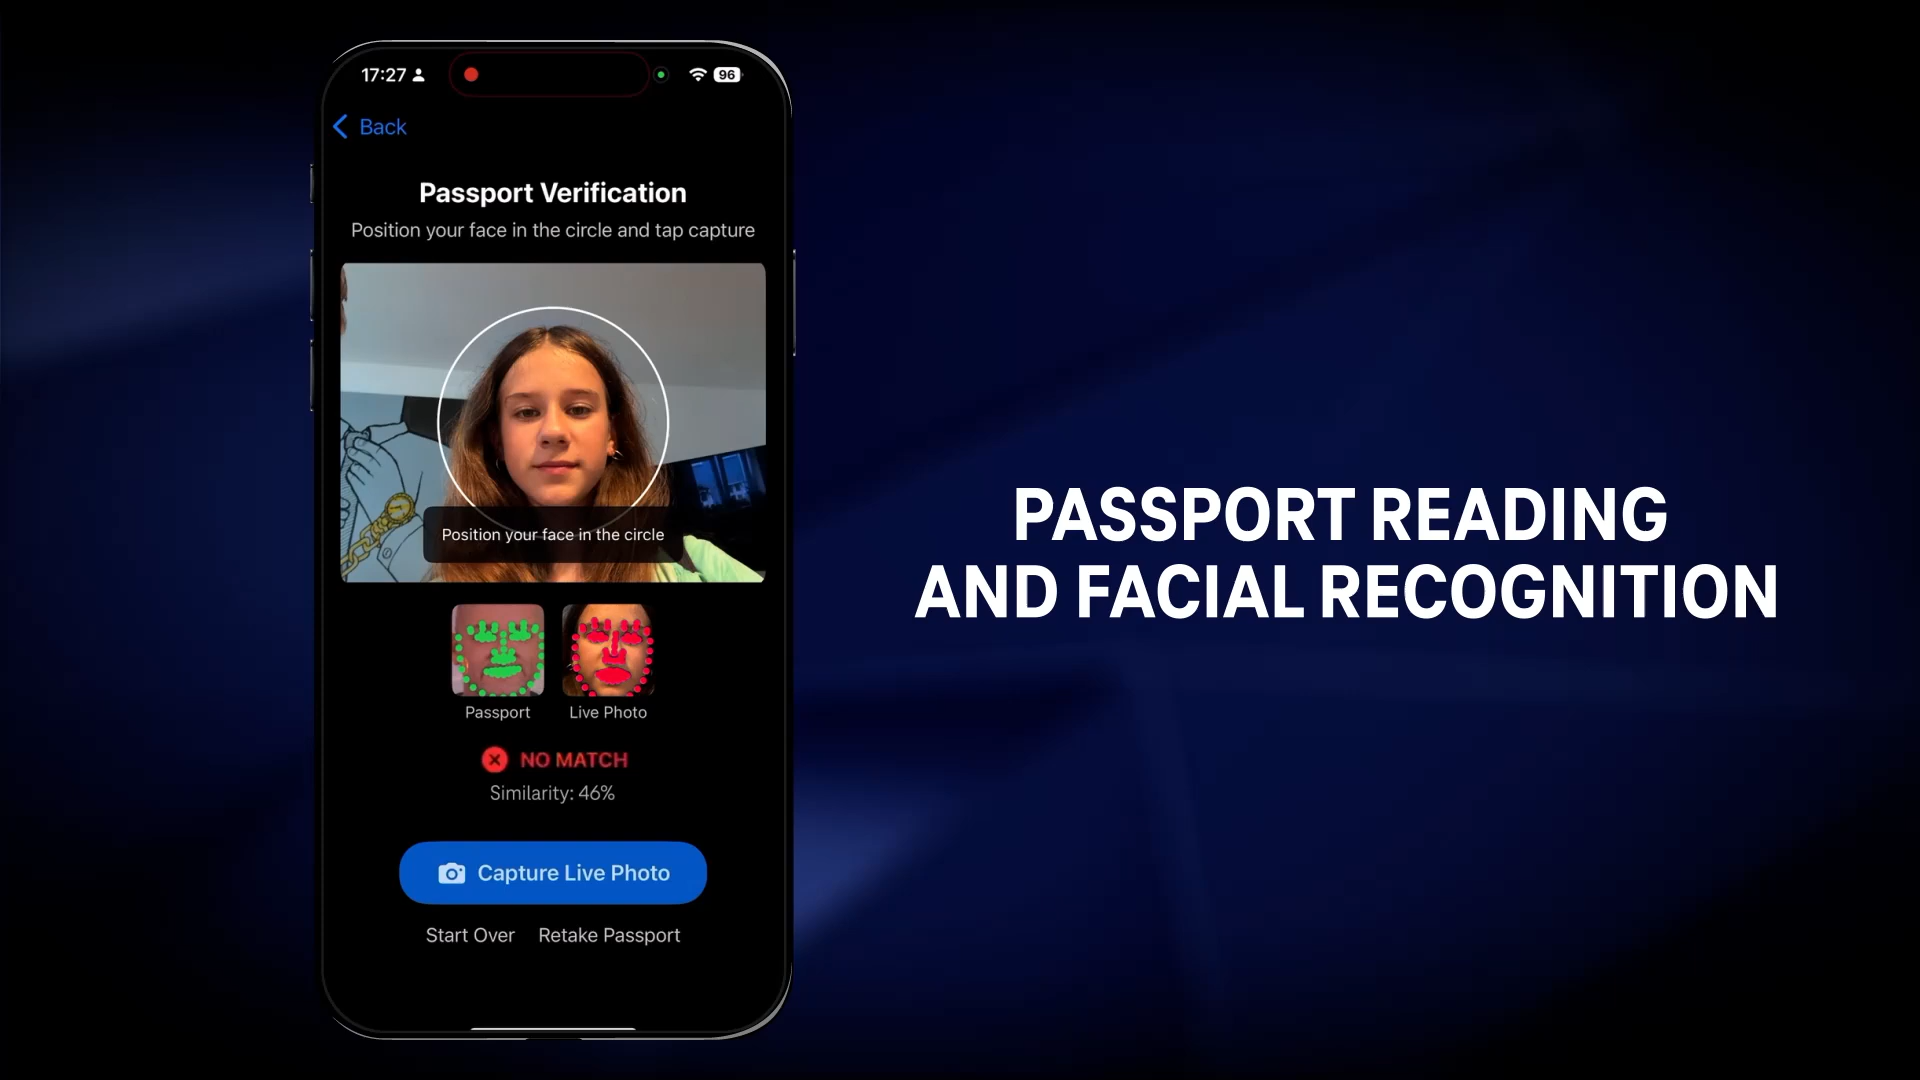 17:27
96
Back
Passport Verification
Position your face in the circle and tap capture
Position your face in the circle
Passport
Live Photo
NO MATCH
Similarity: 46%
Capture Live Photo
Start Over
Retake Passport
PASSPORT READING
AND FACIAL RECOGNITION